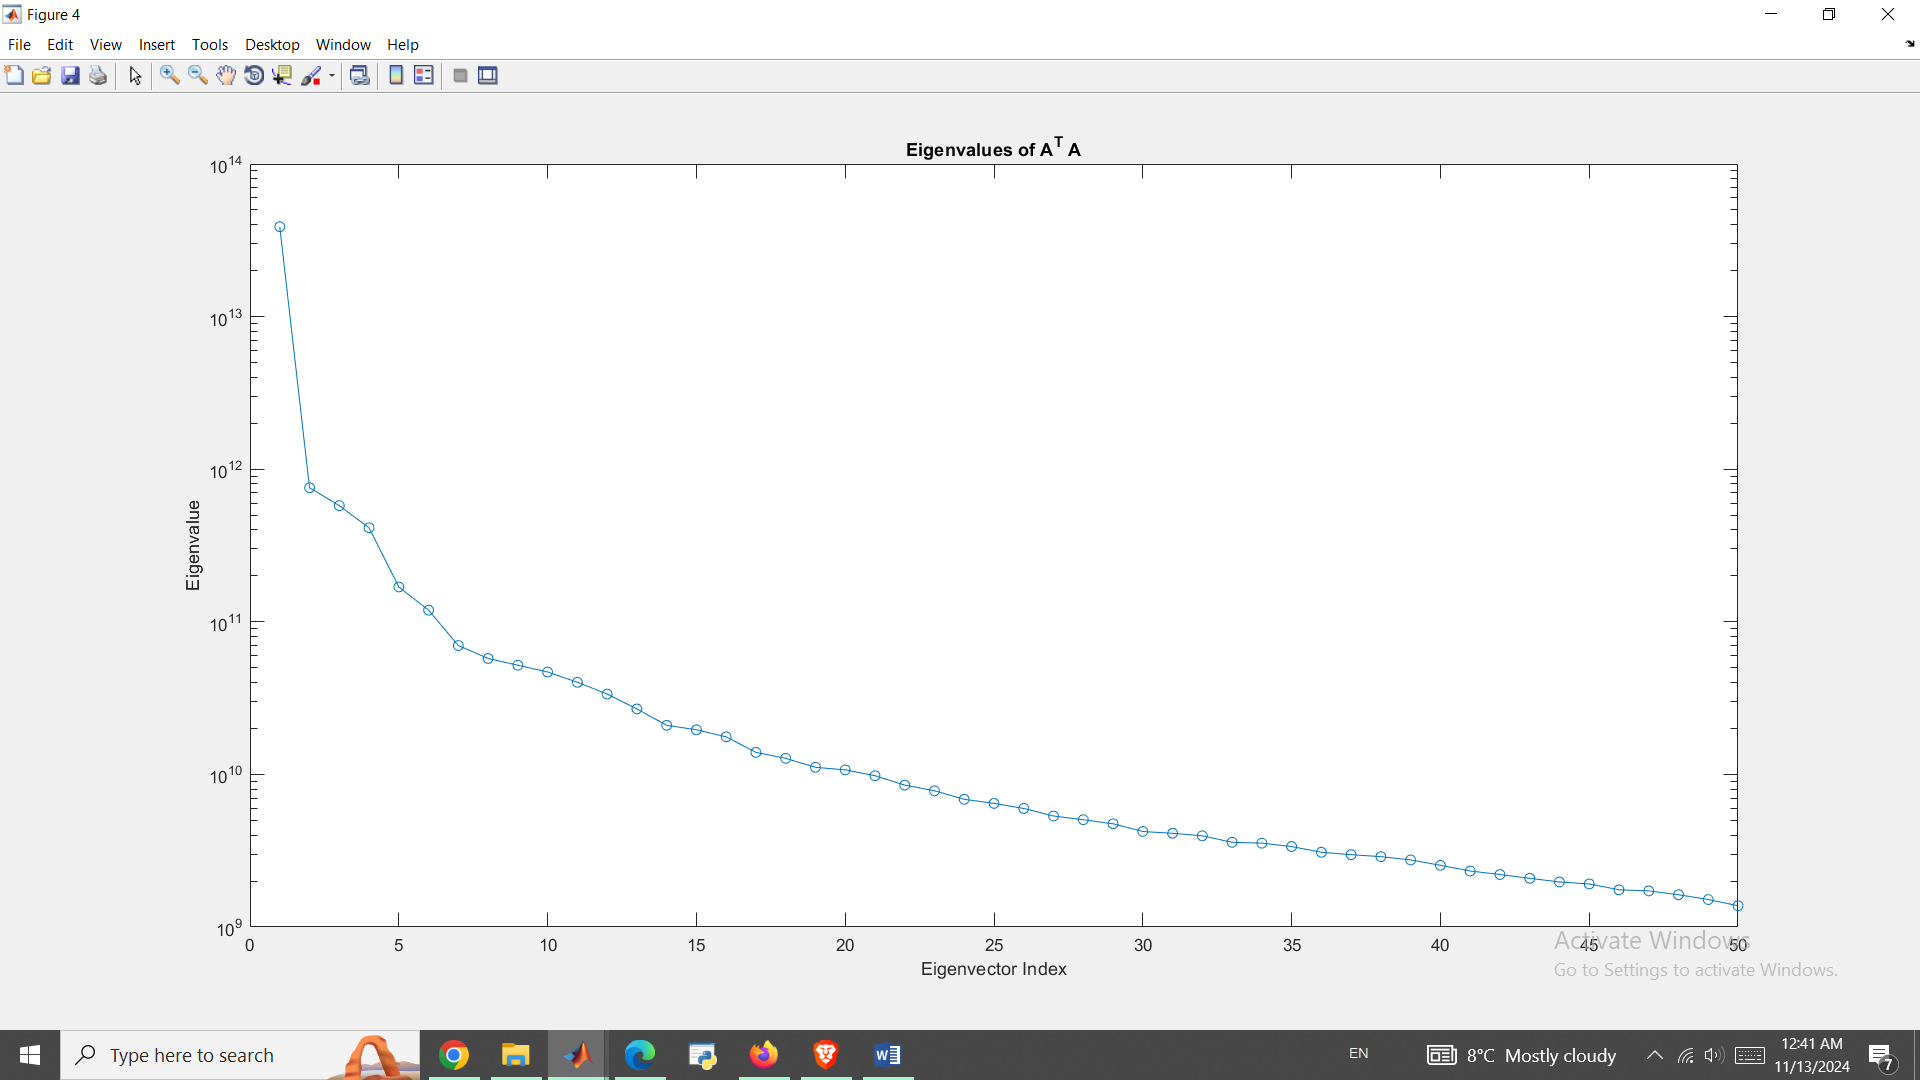 Figure 4
File Edit View Insert Tools Desktop Window Help
Eigenvalues of A^T A
10^14
10^13
10^12
10^11
10^10
10^9
Eigenvalue
0 5 10 15 20 25 30 35 40 45 50
Eigenvector Index
Activate Windows
Go to Settings to activate Windows.
Type here to search
EN
8°C Mostly cloudy
12:41 AM
11/13/2024
7